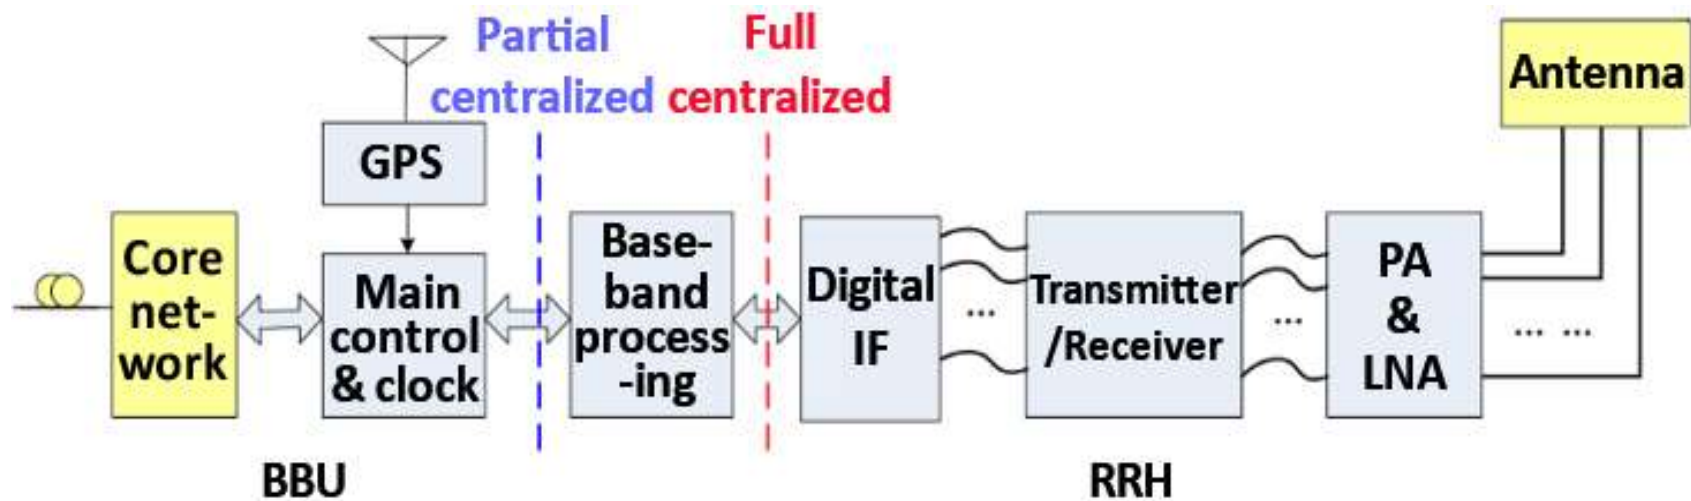 Partial
centralized
Full
centralized
Antenna
GPS
Core
net-
work
Main
control
& clock
Base-
band
process
-ing
Digital
IF
...
Transmitter
/Receiver
...
PA
&
LNA
... ...
BBU
RRH